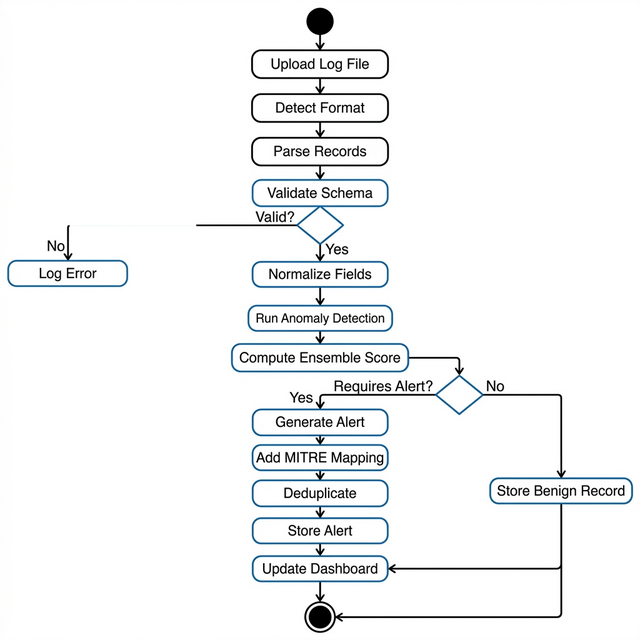 Upload Log File
Detect Format
Parse Records
Validate Schema
Valid?
No
Yes
Log Error
Normalize Fields
Run Anomaly Detection
Compute Ensemble Score
Requires Alert?
No
Yes
Generate Alert
Add MITRE Mapping
Deduplicate
Store Benign Record
Store Alert
Update Dashboard